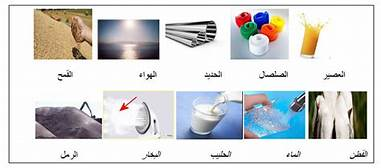 العصير الصلصال الحديد الهواء القمح
القطن الماء الحليب البخار الرمل